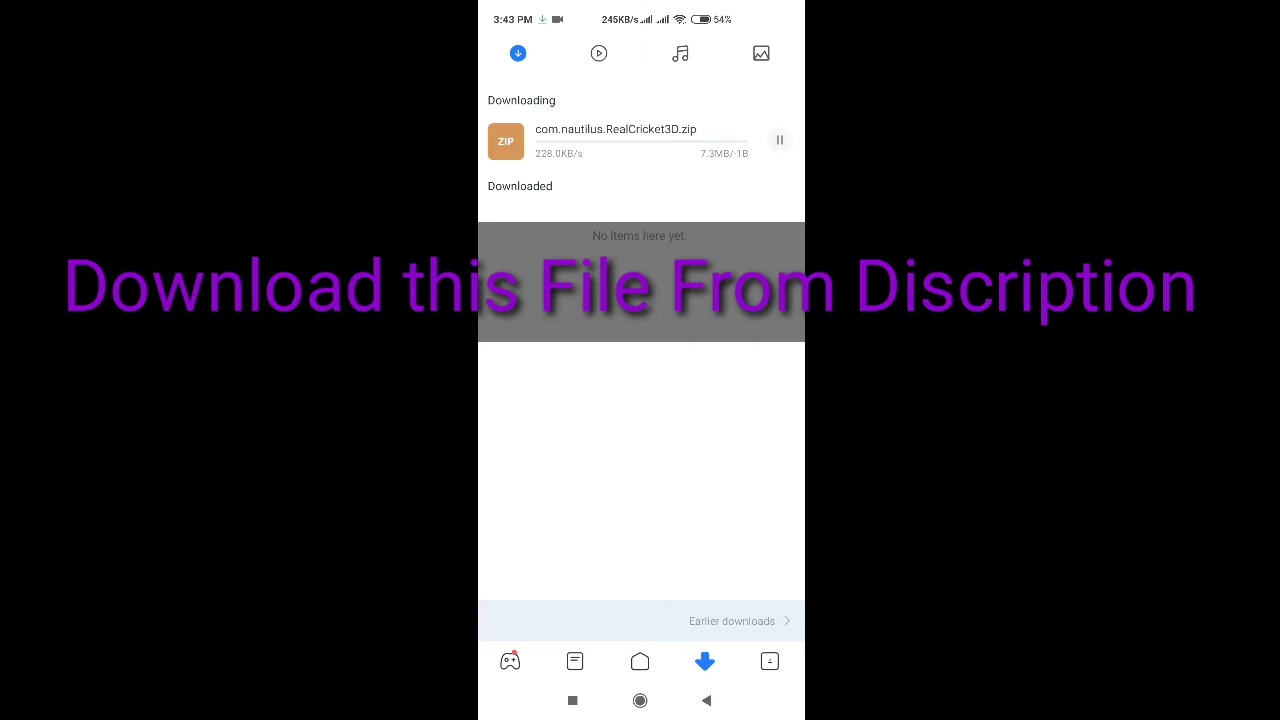 3:43 PM 245KB/s 54%
Downloading
ZIP
com.nautilus.RealCricket3D.zip
228.0KB/s 7.3MB/-1B
Downloaded
No items here yet.
Download this File From Discription
Earlier downloads
4